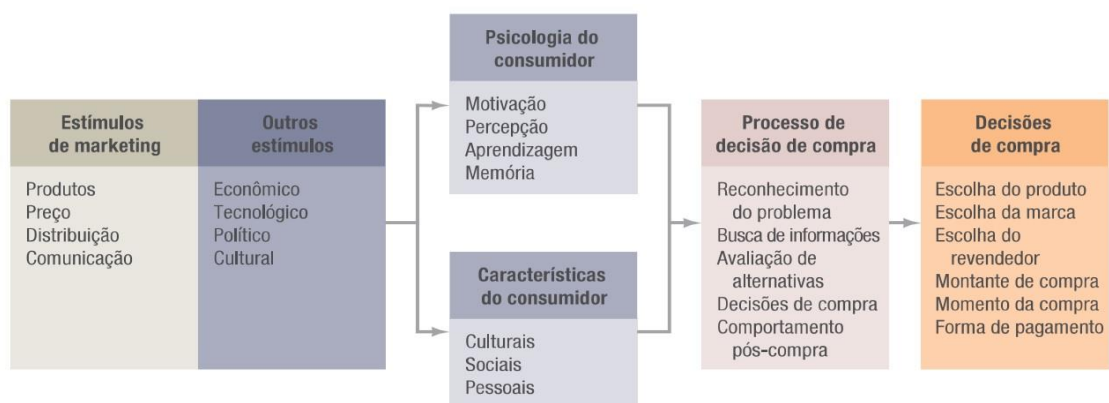 Estímulos
de marketing
Produtos
Preço
Distribuição
Comunicação
Outros
estímulos
Econômico
Tecnológico
Político
Cultural
Psicologia do
consumidor
Motivação
Percepção
Aprendizagem
Memória
Características
do consumidor
Culturais
Sociais
Pessoais
Processo de
decisão de compra
Reconhecimento
do problema
Busca de informações
Avaliação de
alternativas
Decisões de compra
Comportamento
pós-compra
Decisões
de compra
Escolha do produto
Escolha da marca
Escolha do
revendedor
Montante de compra
Momento da compra
Forma de pagamento